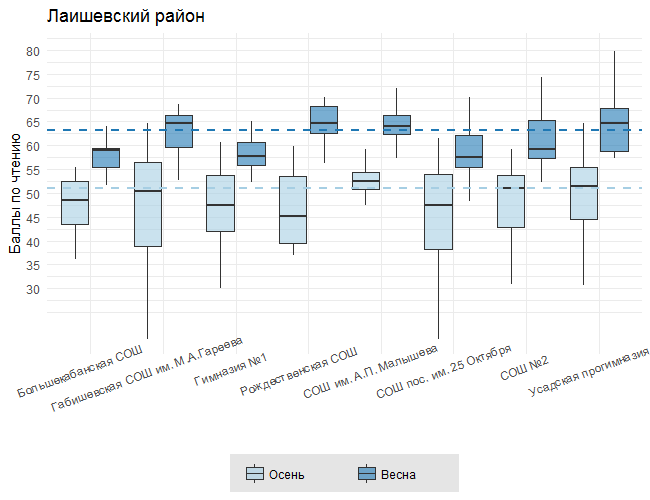 Лаишевский район
Баллы по чтению
80
75
70
65
60
55
50
45
40
35
30
Большекабанская СОШ
Габишевская СОШ им. М.А.Гареева
Гимназия №1
Рождественская СОШ
СОШ им. А.П. Малышева
СОШ пос. им. 25 Октября
СОШ №2
Усадская прогимназия
Осень
Весна